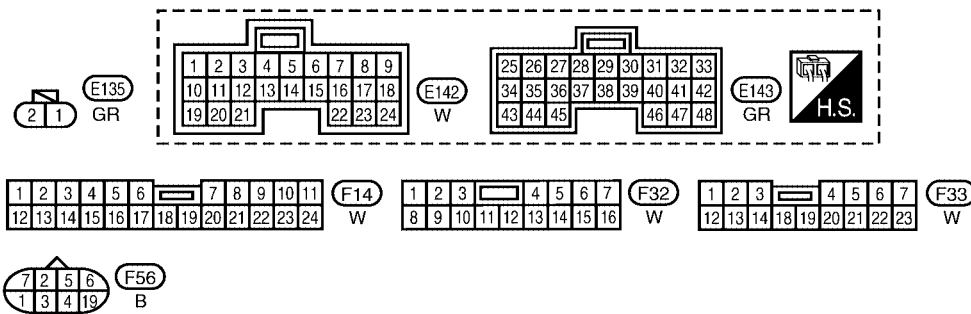 1 2 3 4 5 6 7 8 9
10 11 12 13 14 15 16 17 18
19 20 21 22 23 24
E142
W
25 26 27 28 29 30 31 32 33
34 35 36 37 38 39 40 41 42
43 44 45 46 47 48
E143
GR
H.S.
2 1
E135
GR
1 2 3 4 5 6 7 8 9 10 11
12 13 14 15 16 17 18 19 20 21 22 23 24
F14
W
1 2 3 4 5 6 7
8 9 10 11 12 13 14 15 16
F32
W
1 2 3 4 5 6 7
12 13 14 18 19 20 21 22 23
F33
W
7 2 5 6
1 3 4 19
F56
B